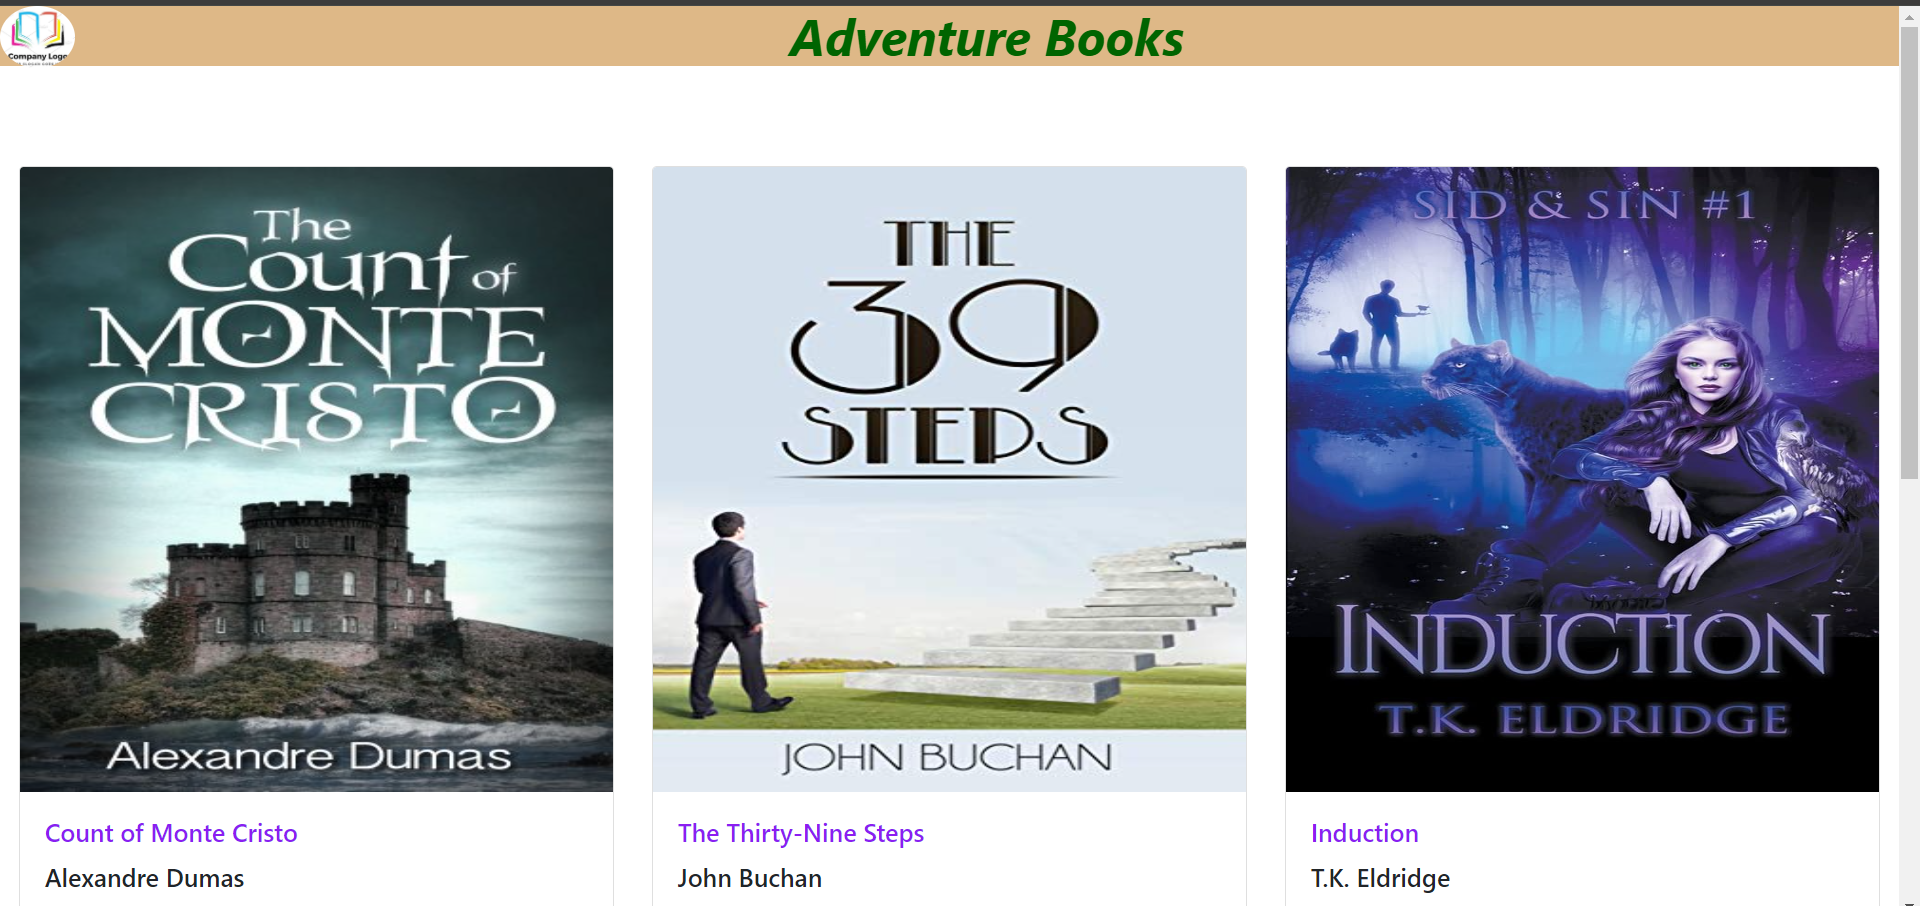 Company Logo
Adventure Books
The
Count of
MONTE
CRISTO
Alexandre Dumas
THE
39
STEPS
JOHN BUCHAN
SID & SIN #1
INDUCTION
T.K. ELDRIDGE
Count of Monte Cristo
Alexandre Dumas
The Thirty-Nine Steps
John Buchan
Induction
T.K. Eldridge